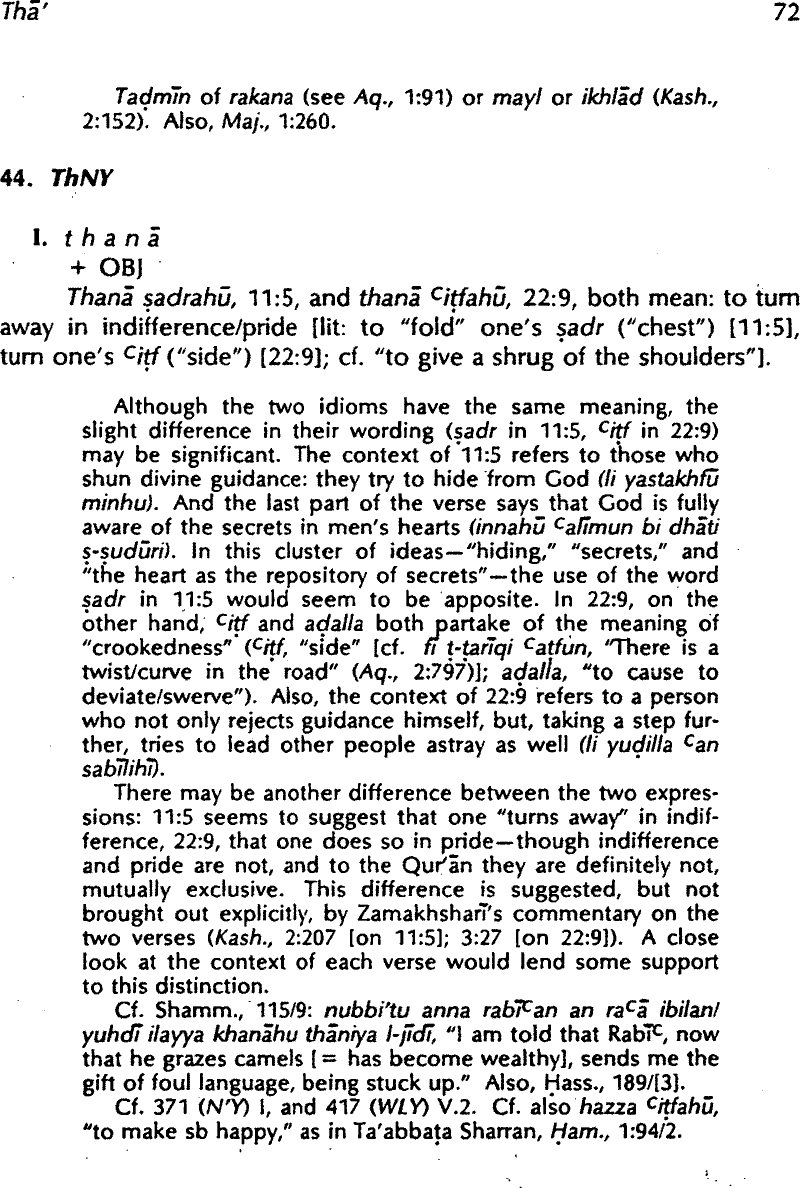 Thā' 72
Taḍmīn of rakana (see Aq., 1:91) or mayl or ikhlād (Kash.,
2:152). Also, Maj., 1:260.
44. ThNY
I. thanā
+ OBJ
Thanā ṣadrahū, 11:5, and thanā ᶜiṭfahū, 22:9, both mean: to turn
away in indifference/pride [lit: to "fold" one's ṣadr ("chest") [11:5],
turn one's ᶜiṭf ("side") [22:9]; cf. "to give a shrug of the shoulders"].
Although the two idioms have the same meaning, the
slight difference in their wording (ṣadr in 11:5, ᶜiṭf in 22:9)
may be significant. The context of 11:5 refers to those who
shun divine guidance: they try to hide from God (li yastakhfū
minhu). And the last part of the verse says that God is fully
aware of the secrets in men's hearts (innahū ᶜalīmun bi dhāti
ṣ-ṣudūri). In this cluster of ideas—"hiding," "secrets," and
"the heart as the repository of secrets"—the use of the word
ṣadr in 11:5 would seem to be apposite. In 22:9, on the
other hand, ᶜiṭf and aḍalla both partake of the meaning of
"crookedness" (ᶜiṭf, "side" [cf. fī ṭ-ṭarīqi ᶜaṭfun, "There is a
twist/curve in the road" (Aq., 2:797)]; aḍalla, "to cause to
deviate/swerve"). Also, the context of 22:9 refers to a person
who not only rejects guidance himself, but, taking a step fur-
ther, tries to lead other people astray as well (li yuḍilla ᶜan
sabīlihī).
There may be another difference between the two expres-
sions: 11:5 seems to suggest that one "turns away" in indif-
ference, 22:9, that one does so in pride—though indifference
and pride are not, and to the Qur'ān they are definitely not,
mutually exclusive. This difference is suggested, but not
brought out explicitly, by Zamakhsharī's commentary on the
two verses (Kash., 2:207 [on 11:5]; 3:27 [on 22:9]). A close
look at the context of each verse would lend some support
to this distinction.
Cf. Shamm., 115/9: nubbi'tu anna rabīᶜan an raᶜā ibilan/
yuhdī ilayya khanāhu thāniya l-jīdī, "I am told that Rabīᶜ, now
that he grazes camels [= has become wealthy], sends me the
gift of foul language, being stuck up." Also, Ḥass., 189/[3].
Cf. 371 (N'Y) I, and 417 (WLY) V.2. Cf. also hazza ᶜiṭfahū,
"to make sb happy," as in Ta'abbaṭa Sharran, Ḥam., 1:94/2.